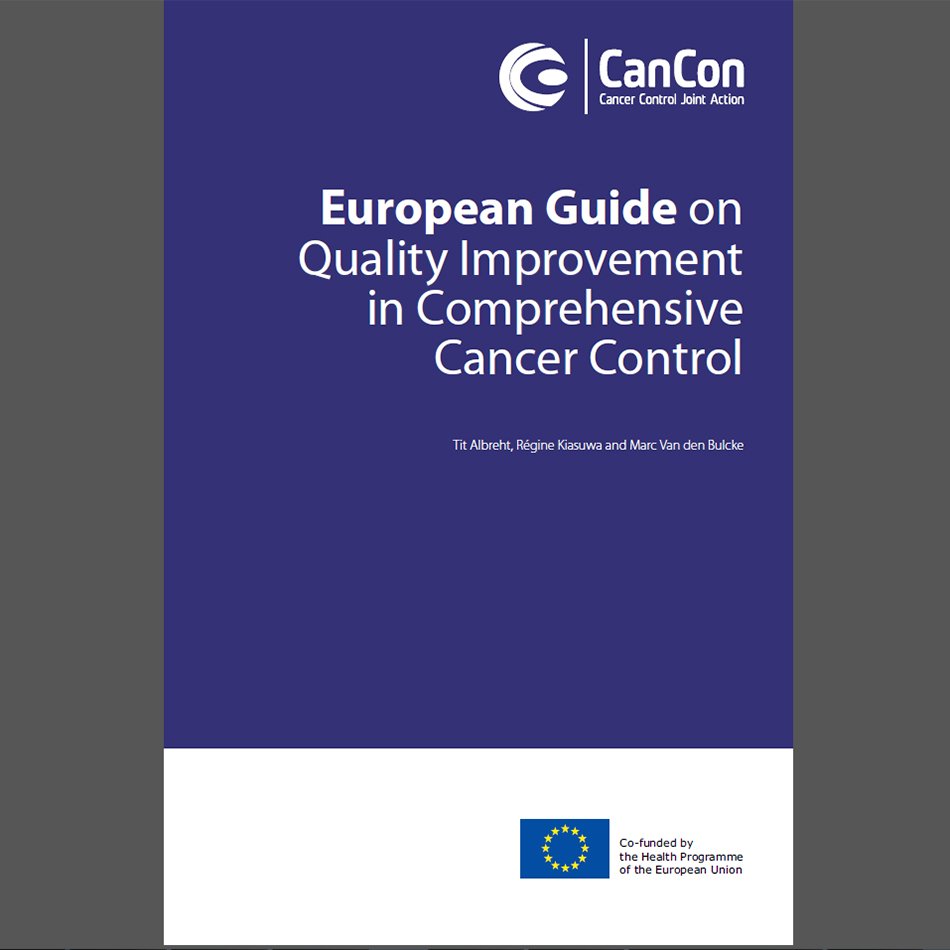 CanCon
Cancer Control Joint Action
European Guide on
Quality Improvement
in Comprehensive
Cancer Control
Tit Albreht, Régine Kiasuwa and Marc Van den Bulcke
Co-funded by
the Health Programme
of the European Union